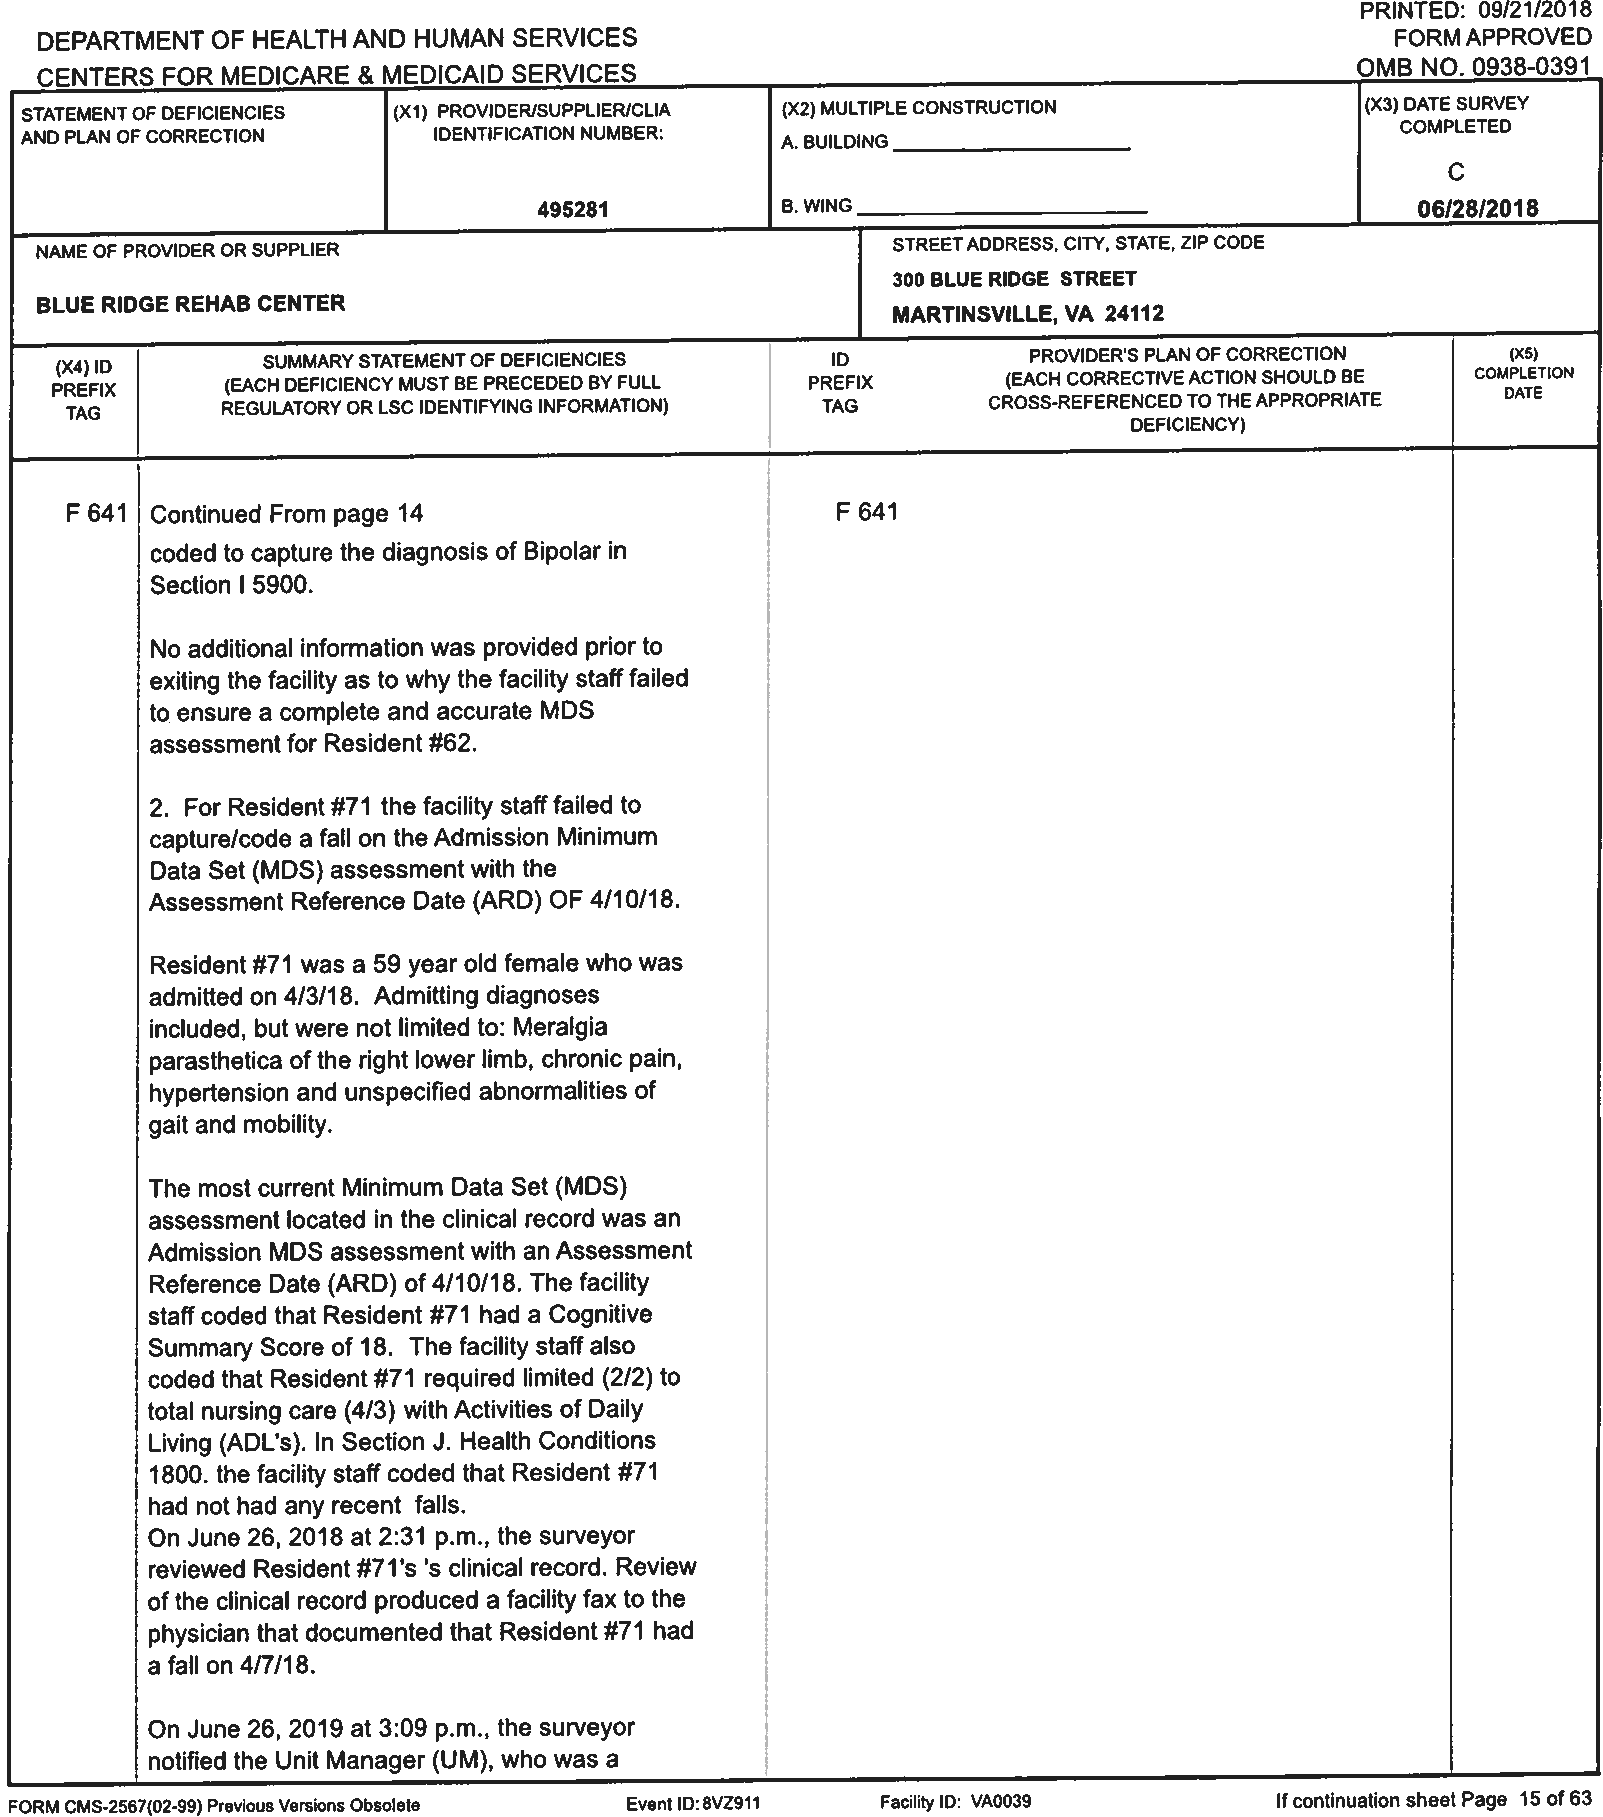 PRINTED: 09/21/2018
DEPARTMENT OF HEALTH AND HUMAN SERVICES
FORM APPROVED
CENTERS FOR MEDICARE & MEDICAID SERVICES
OMB NO. 0938-0391
STATEMENT OF DEFICIENCIES
AND PLAN OF CORRECTION
(X1) PROVIDER/SUPPLIER/CLIA
IDENTIFICATION NUMBER:
495281
(X2) MULTIPLE CONSTRUCTION
A. BUILDING
B. WING
(X3) DATE SURVEY
COMPLETED
C
06/28/2018
NAME OF PROVIDER OR SUPPLIER
BLUE RIDGE REHAB CENTER
STREET ADDRESS, CITY, STATE, ZIP CODE
300 BLUE RIDGE STREET
MARTINSVILLE, VA 24112
(X4) ID
PREFIX
TAG
SUMMARY STATEMENT OF DEFICIENCIES
(EACH DEFICIENCY MUST BE PRECEDED BY FULL
REGULATORY OR LSC IDENTIFYING INFORMATION)
ID
PREFIX
TAG
PROVIDER'S PLAN OF CORRECTION
(EACH CORRECTIVE ACTION SHOULD BE
CROSS-REFERENCED TO THE APPROPRIATE
DEFICIENCY)
(X5)
COMPLETION
DATE
F 641
Continued From page 14
coded to capture the diagnosis of Bipolar in
Section I 5900.
No additional information was provided prior to
exiting the facility as to why the facility staff failed
to ensure a complete and accurate MDS
assessment for Resident #62.
2. For Resident #71 the facility staff failed to
capture/code a fall on the Admission Minimum
Data Set (MDS) assessment with the
Assessment Reference Date (ARD) OF 4/10/18.
Resident #71 was a 59 year old female who was
admitted on 4/3/18. Admitting diagnoses
included, but were not limited to: Meralgia
parasthetica of the right lower limb, chronic pain,
hypertension and unspecified abnormalities of
gait and mobility.
The most current Minimum Data Set (MDS)
assessment located in the clinical record was an
Admission MDS assessment with an Assessment
Reference Date (ARD) of 4/10/18. The facility
staff coded that Resident #71 had a Cognitive
Summary Score of 18. The facility staff also
coded that Resident #71 required limited (2/2) to
total nursing care (4/3) with Activities of Daily
Living (ADL's). In Section J. Health Conditions
1800. the facility staff coded that Resident #71
had not had any recent falls.
On June 26, 2018 at 2:31 p.m., the surveyor
reviewed Resident #71's 's clinical record. Review
of the clinical record produced a facility fax to the
physician that documented that Resident #71 had
a fall on 4/7/18.
On June 26, 2019 at 3:09 p.m., the surveyor
notified the Unit Manager (UM), who was a
F 641
FORM CMS-2567(02-99) Previous Versions Obsolete
Event ID: 8VZ911
Facility ID: VA0039
If continuation sheet Page 15 of 63